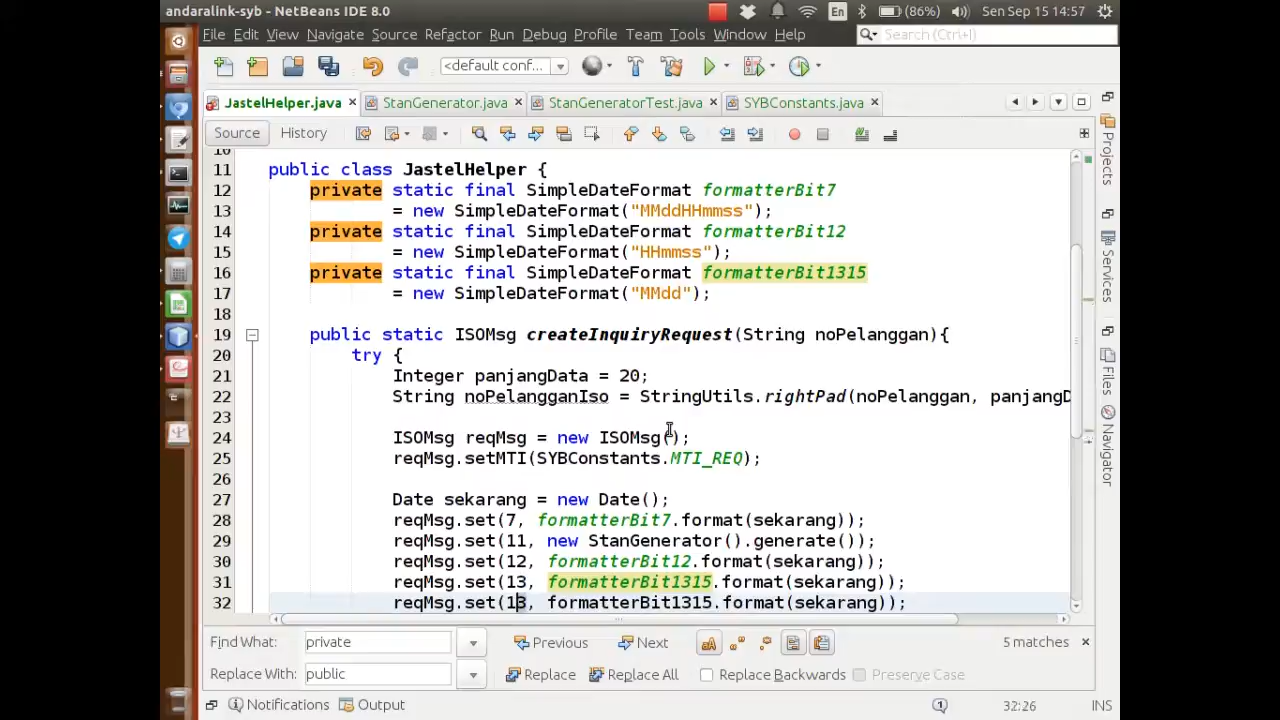 andaralink-syb - NetBeans IDE 8.0 En (86%) Sen Sep 15 14:57
File Edit View Navigate Source Refactor Run Debug Profile Team Tools Window Help Search (Ctrl+I)
<default conf...
JastelHelper.java StanGenerator.java StanGeneratorTest.java SYBConstants.java
Source History
Projects
Services
Files
Navigator
10
11 public class JastelHelper {
12 private static final SimpleDateFormat formatterBit7
13 = new SimpleDateFormat("MMddHHmmss");
14 private static final SimpleDateFormat formatterBit12
15 = new SimpleDateFormat("HHmmss");
16 private static final SimpleDateFormat formatterBit1315
17 = new SimpleDateFormat("MMdd");
18
19 public static ISOMsg createInquiryRequest(String noPelanggan){
20 try {
21 Integer panjangData = 20;
22 String noPelangganIso = StringUtils.rightPad(noPelanggan, panjangD
23
24 ISOMsg reqMsg = new ISOMsg();
25 reqMsg.setMTI(SYBConstants.MTI_REQ);
26
27 Date sekarang = new Date();
28 reqMsg.set(7, formatterBit7.format(sekarang));
29 reqMsg.set(11, new StanGenerator().generate());
30 reqMsg.set(12, formatterBit12.format(sekarang));
31 reqMsg.set(13, formatterBit1315.format(sekarang));
32 reqMsg.set(13, formatterBit1315.format(sekarang));
Find What: private Previous Next 5 matches
Replace With: public Replace Replace All Replace Backwards Preserve Case
Notifications Output 1 32:26 INS